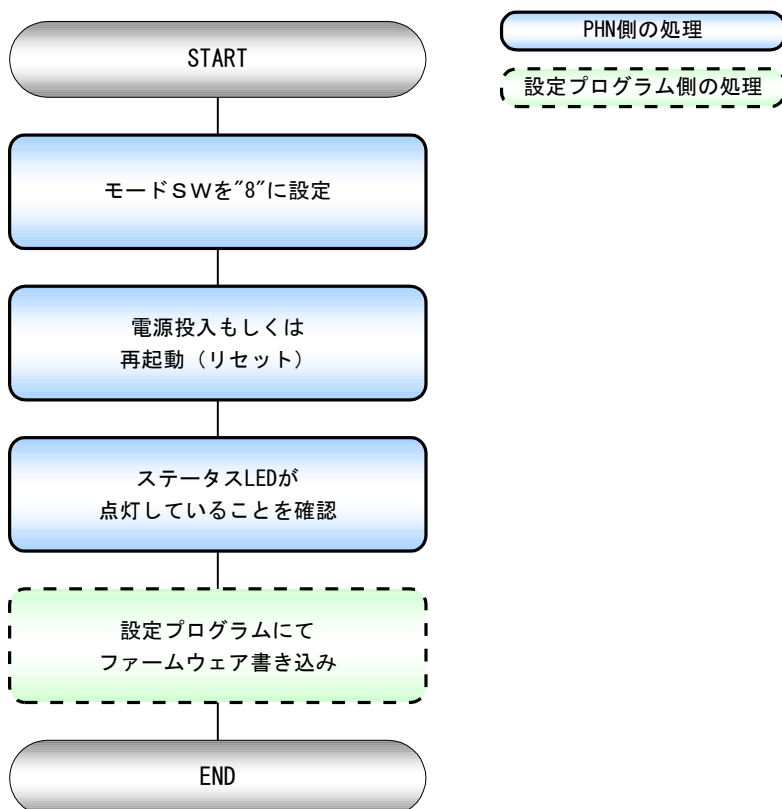 START
PHN側の処理
設定プログラム側の処理
モードＳＷを"8"に設定
電源投入もしくは
再起動（リセット）
ステータスLEDが
点灯していることを確認
設定プログラムにて
ファームウェア書き込み
END